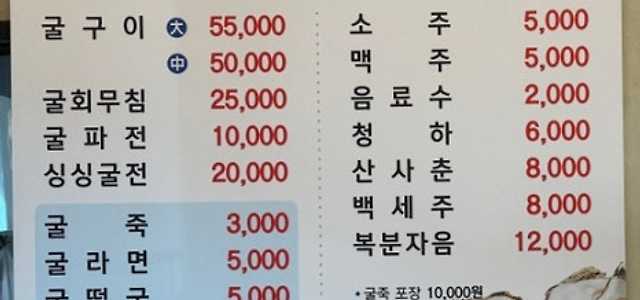 굴구이 大 55,000
中 50,000
굴회무침 25,000
굴파전 10,000
싱싱굴전 20,000
굴죽 3,000
굴라면 5,000
굴떡국 5,000
소주 5,000
맥주 5,000
음료수 2,000
청하 6,000
산사춘 8,000
백세주 8,000
복분자음 12,000
• 굴죽 포장 10,000원